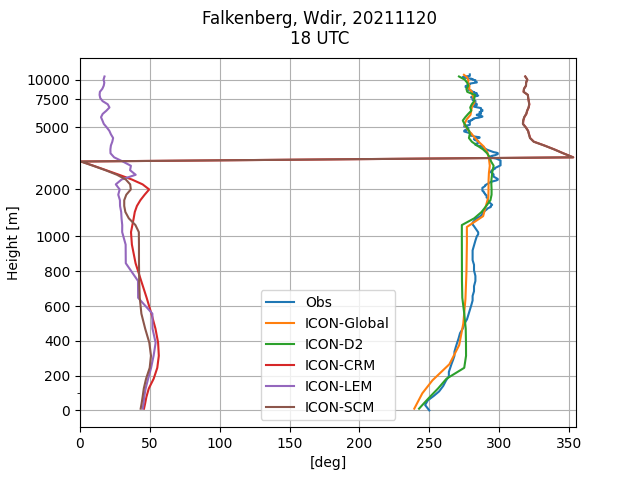 Falkenberg, Wdir, 20211120
18 UTC
10000
7500
5000
2000
1000
800
600
400
200
0
Height [m]
Obs
ICON-Global
ICON-D2
ICON-CRM
ICON-LEM
ICON-SCM
0 50 100 150 200 250 300 350
[deg]